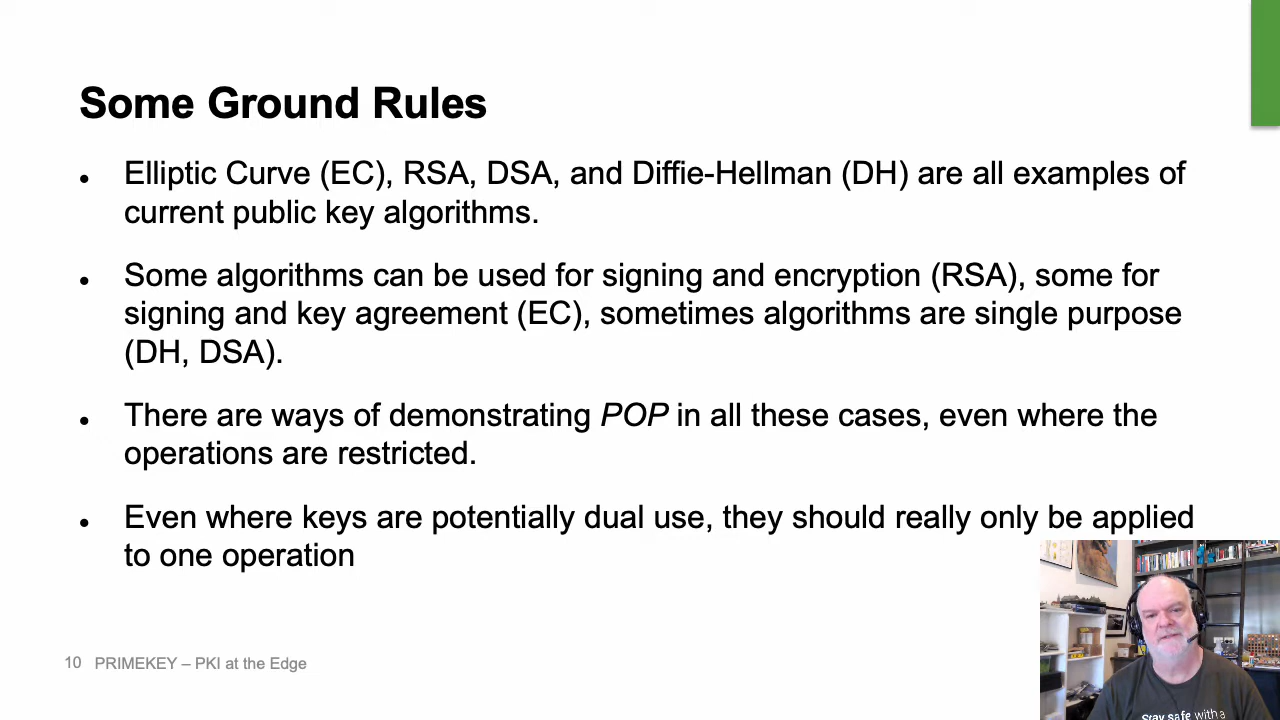 Some Ground Rules
• Elliptic Curve (EC), RSA, DSA, and Diffie-Hellman (DH) are all examples of
current public key algorithms.
• Some algorithms can be used for signing and encryption (RSA), some for
signing and key agreement (EC), sometimes algorithms are single purpose
(DH, DSA).
• There are ways of demonstrating POP in all these cases, even where the
operations are restricted.
• Even where keys are potentially dual use, they should really only be applied
to one operation
10 PRIMEKEY – PKI at the Edge
Stay safe with a